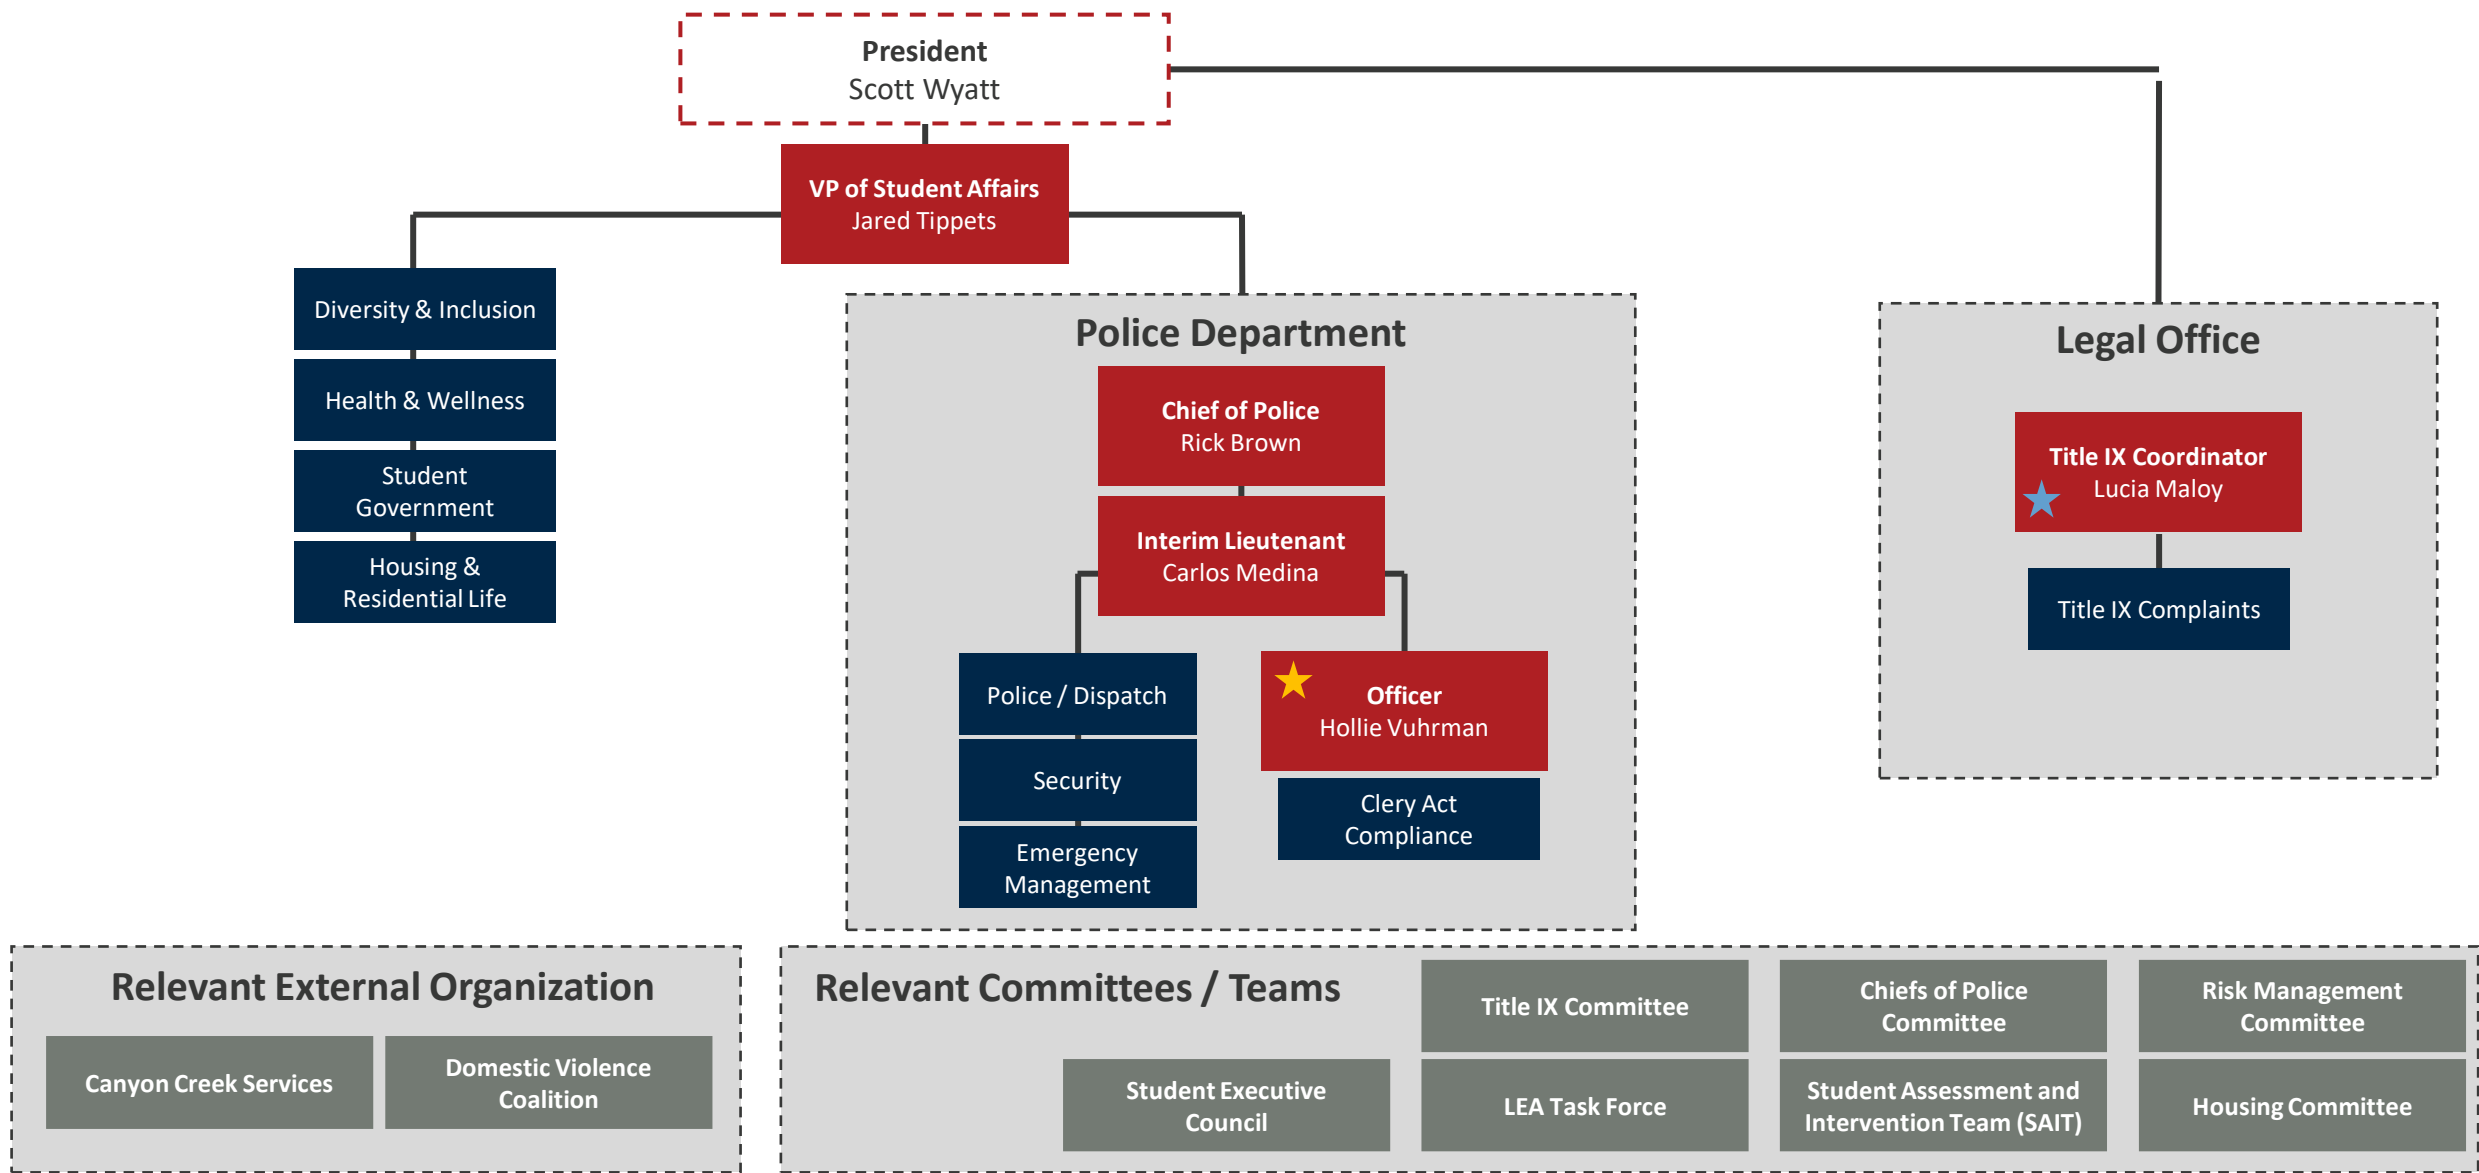 President
Scott Wyatt
VP of Student Affairs
Jared Tippets
Diversity & Inclusion
Health & Wellness
Student
Government
Housing &
Residential Life
Police Department
Chief of Police
Rick Brown
Interim Lieutenant
Carlos Medina
Police / Dispatch
Security
Emergency
Management
Officer
Hollie Vuhrman
Clery Act
Compliance
Legal Office
Title IX Coordinator
Lucia Maloy
Title IX Complaints
Relevant External Organization
Canyon Creek Services
Domestic Violence
Coalition
Relevant Committees / Teams
Title IX Committee
Chiefs of Police
Committee
Risk Management
Committee
Student Executive
Council
LEA Task Force
Student Assessment and
Intervention Team (SAIT)
Housing Committee